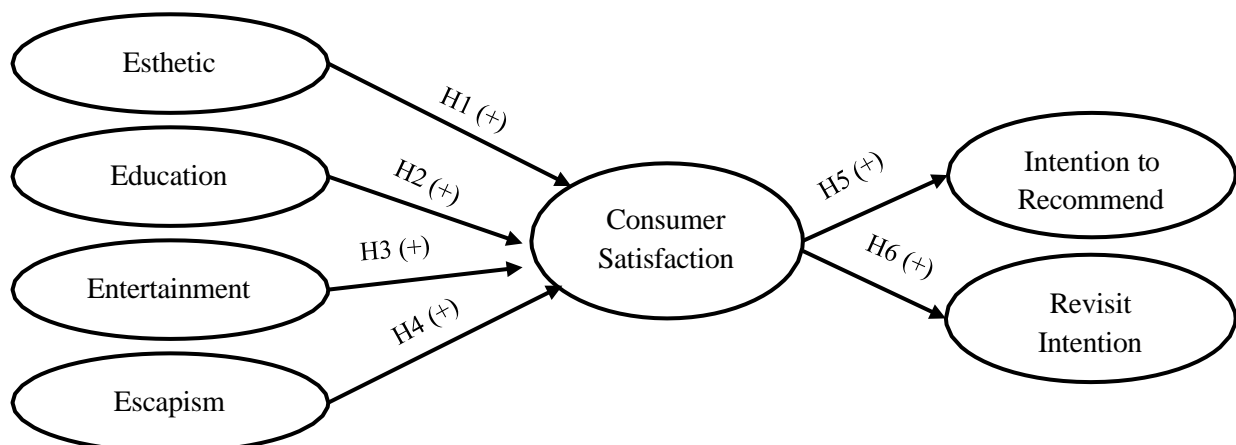 Esthetic
H1 (+)
Education
H2 (+)
H3 (+)
Entertainment
H4 (+)
Escapism
Consumer
Satisfaction
H5 (+)
Intention to
Recommend
H6 (+)
Revisit
Intention